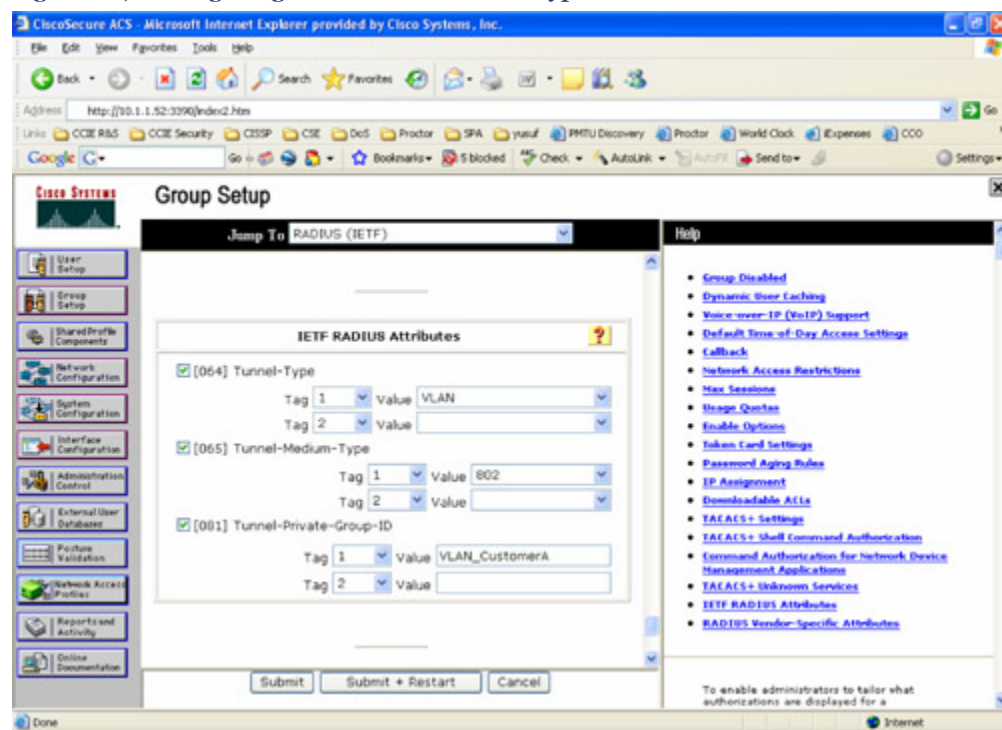 CiscoSecure ACS - Microsoft Internet Explorer provided by Cisco Systems, Inc.
File Edit View Favorites Tools Help
Back Search Favorites
Address http://10.1.1.52:3390/index2.htm Go
Links CCIE R&S CCIE Security CISSP CSE DoS Proctor SPA yusuf PMTU Discovery Proctor World Clock Expenses CCO
Google G Go Bookmarks 5 blocked Check AutoLink AutoFill Send to Settings
CISCO SYSTEMS
Group Setup
Jump To RADIUS (IETF)
User Setup
Group Setup
Shared Profile Components
Network Configuration
System Configuration
Interface Configuration
Administration Control
External User Databases
Posture Validation
Network Access Profiles
Reports and Activity
Online Documentation
IETF RADIUS Attributes ?
[064] Tunnel-Type
Tag 1 Value VLAN
Tag 2 Value
[065] Tunnel-Medium-Type
Tag 1 Value 802
Tag 2 Value
[081] Tunnel-Private-Group-ID
Tag 1 Value VLAN_CustomerA
Tag 2 Value
Submit Submit + Restart Cancel
Help
Group Disabled
Dynamic User Caching
Voice-over-IP (VoIP) Support
Default Time-of-Day Access Settings
Callback
Network Access Restrictions
Max Sessions
Usage Quotas
Enable Options
Token Card Settings
Password Aging Rules
IP Assignment
Downloadable ACLs
TACACS+ Settings
TACACS+ Shell Command Authorization
Command Authorization for Network Device
Management Applications
TACACS+ Unknown Services
IETF RADIUS Attributes
RADIUS Vendor-Specific Attributes
To enable administrators to tailor what
authorizations are displayed for a
Done Internet